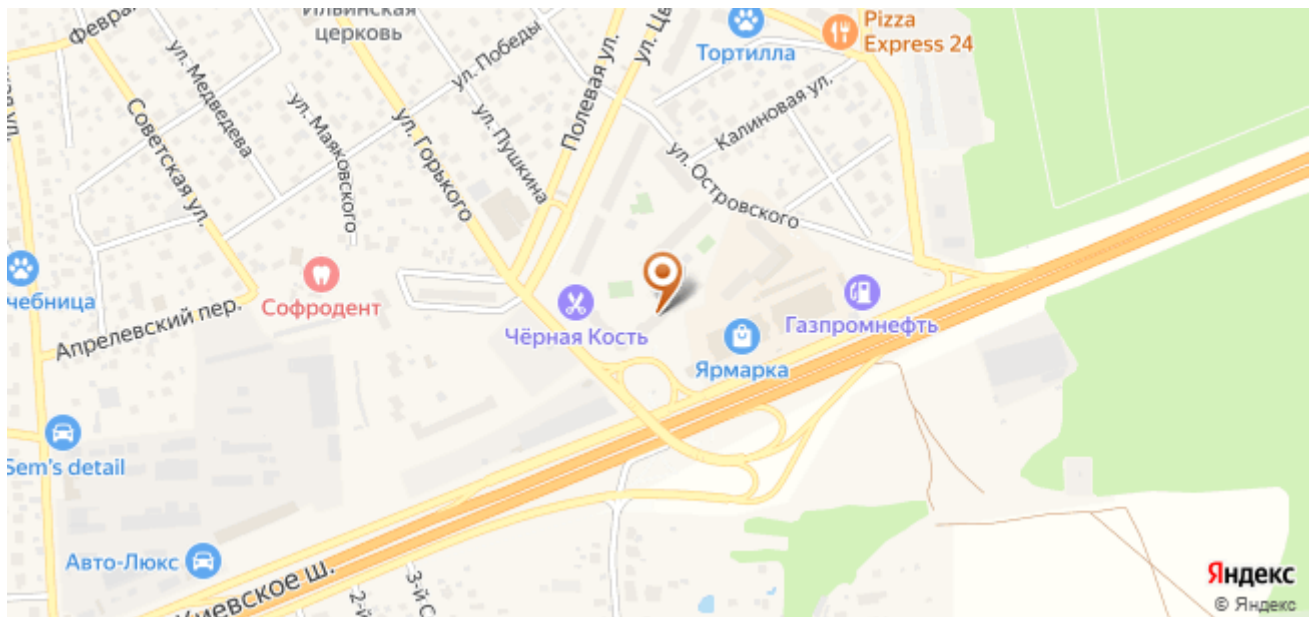 Ильинская
церковь
Pizza
Express 24
Тортилла
ул. Медведева
ул. Победы
Полевая ул.
Калиновая ул.
Советская ул.
ул. Маяковского
ул. Горького
ул. Пушкина
ул. Островского
Софродент
Апрелевский пер.
Чёрная Кость
Газпромнефть
Ярмарка
Sem's detail
Авто-Люкс
Киевское ш.
Яндекс
© Яндекс